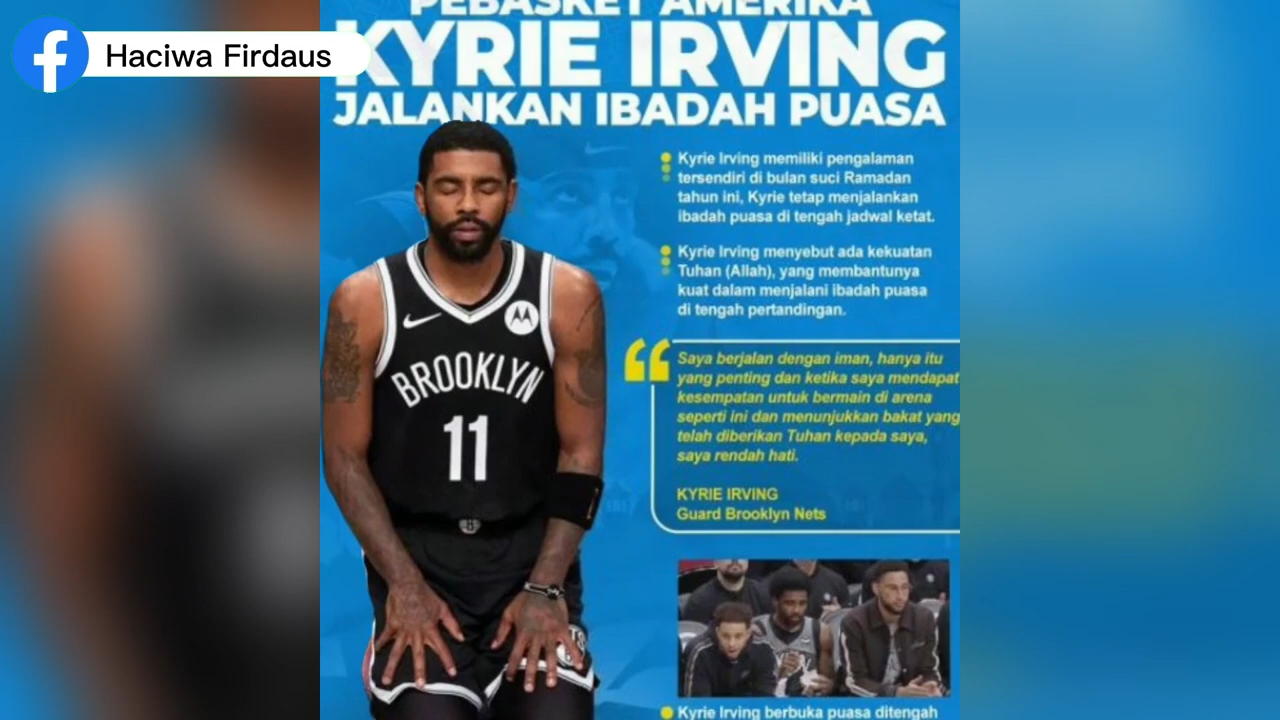 Haciwa Firdaus
PEBASKET AMERIKA
KYRIE IRVING
JALANKAN IBADAH PUASA
Kyrie Irving memiliki pengalaman
tersendiri di bulan suci Ramadan
tahun ini, Kyrie tetap menjalankan
ibadah puasa di tengah jadwal ketat.
Kyrie Irving menyebut ada kekuatan
Tuhan (Allah), yang membantunya
kuat dalam menjalani ibadah puasa
di tengah pertandingan.
“Saya berjalan dengan iman, hanya itu
yang penting dan ketika saya mendapat
kesempatan untuk bermain di arena
seperti ini dan menunjukkan bakat yang
telah diberikan Tuhan kepada saya,
saya rendah hati.
KYRIE IRVING
Guard Brooklyn Nets
BROOKLYN
11
Kyrie Irving berbuka puasa ditengah